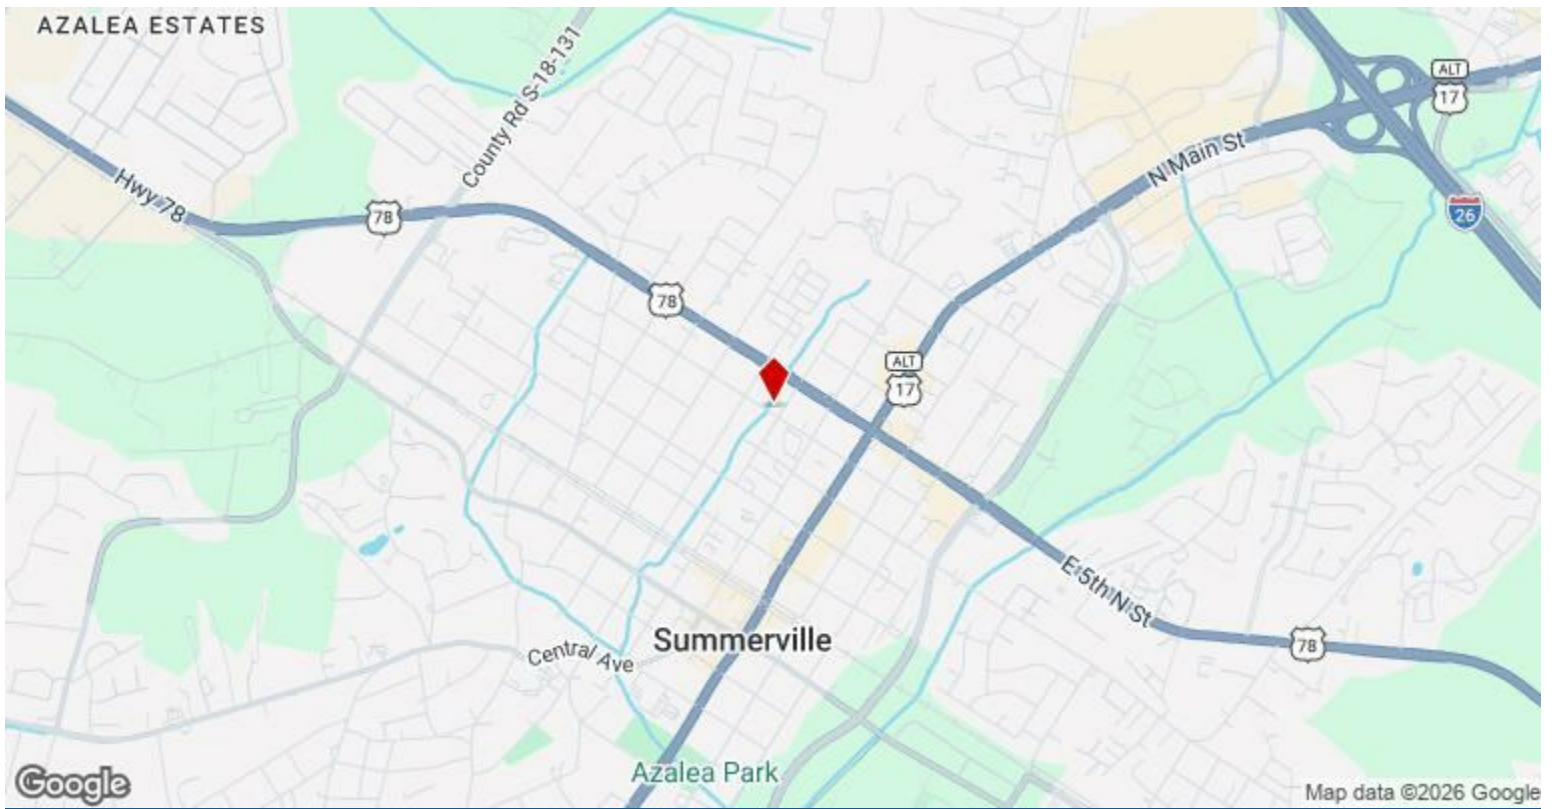 AZALEA ESTATES
County Rd S-18-131
ALT
17
N Main St
Hwy 78
78
26
78
ALT
17
E 5th N St
Summerville
Central Ave
78
Azalea Park
Google
Map data ©2026 Google